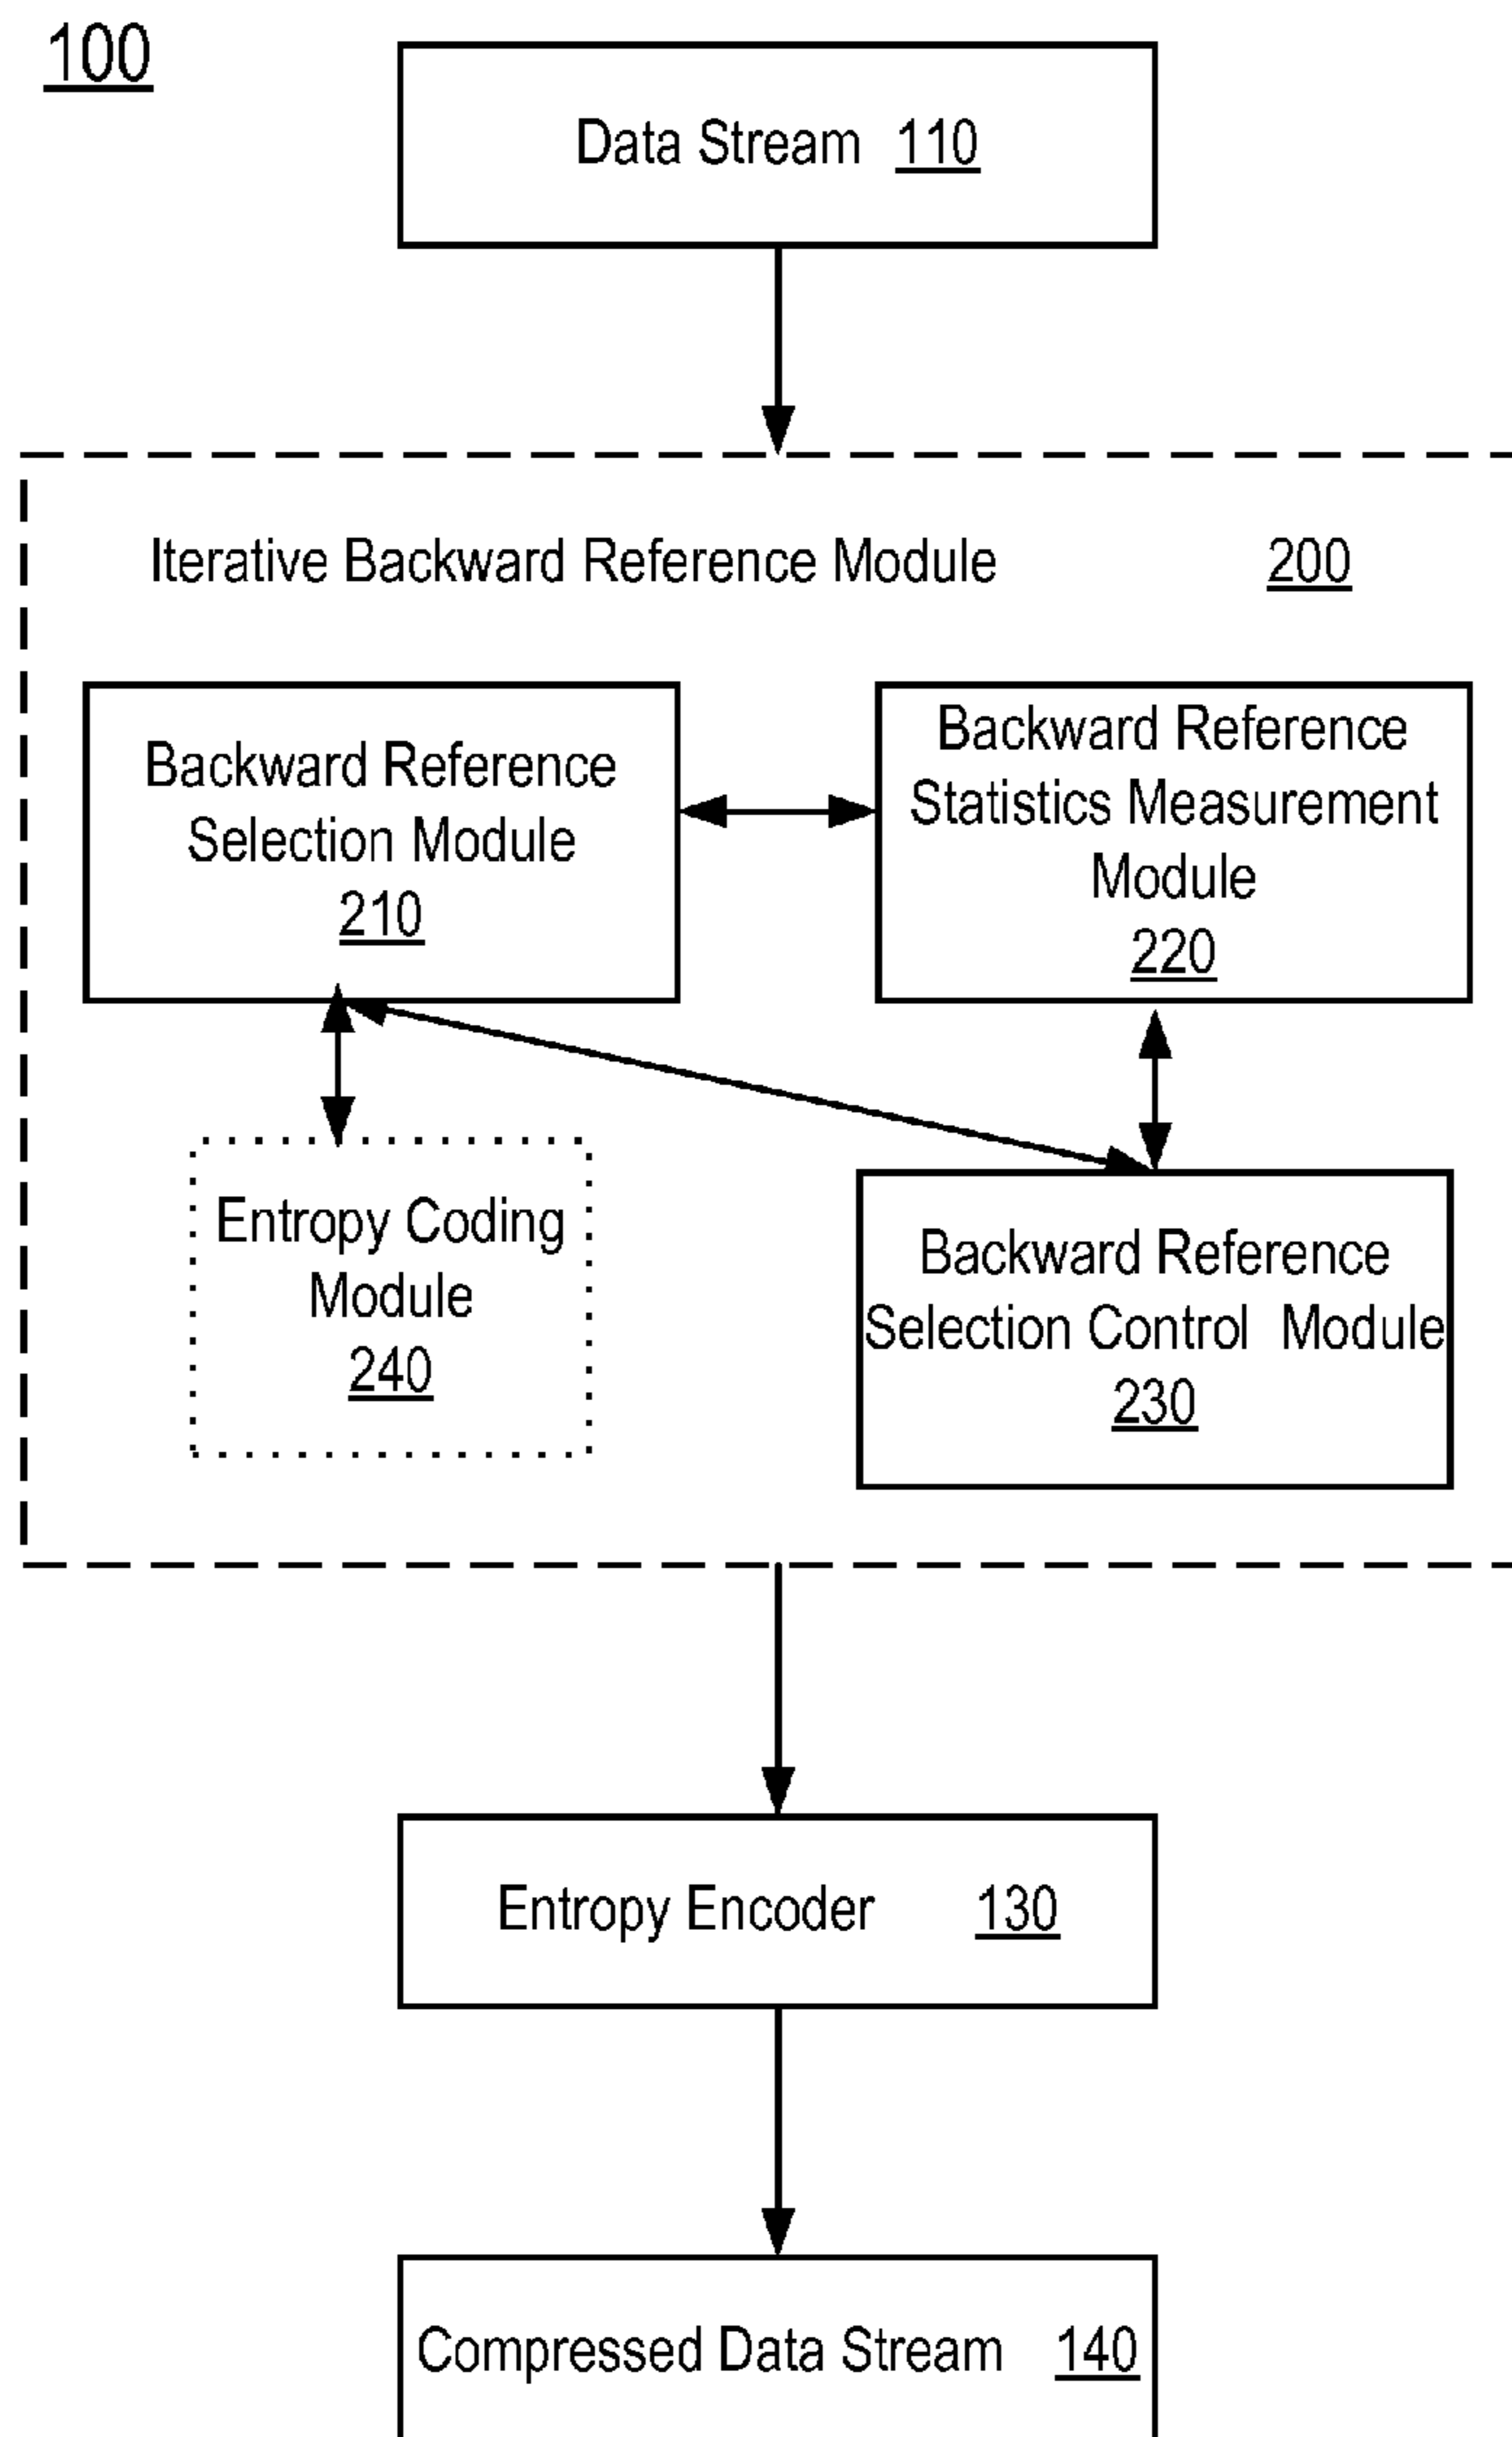 100
Data Stream 110
Iterative Backward Reference Module 200
Backward Reference
Selection Module
210
Backward Reference
Statistics Measurement
Module
220
Entropy Coding
Module
240
Backward Reference
Selection Control Module
230
Entropy Encoder 130
Compressed Data Stream 140